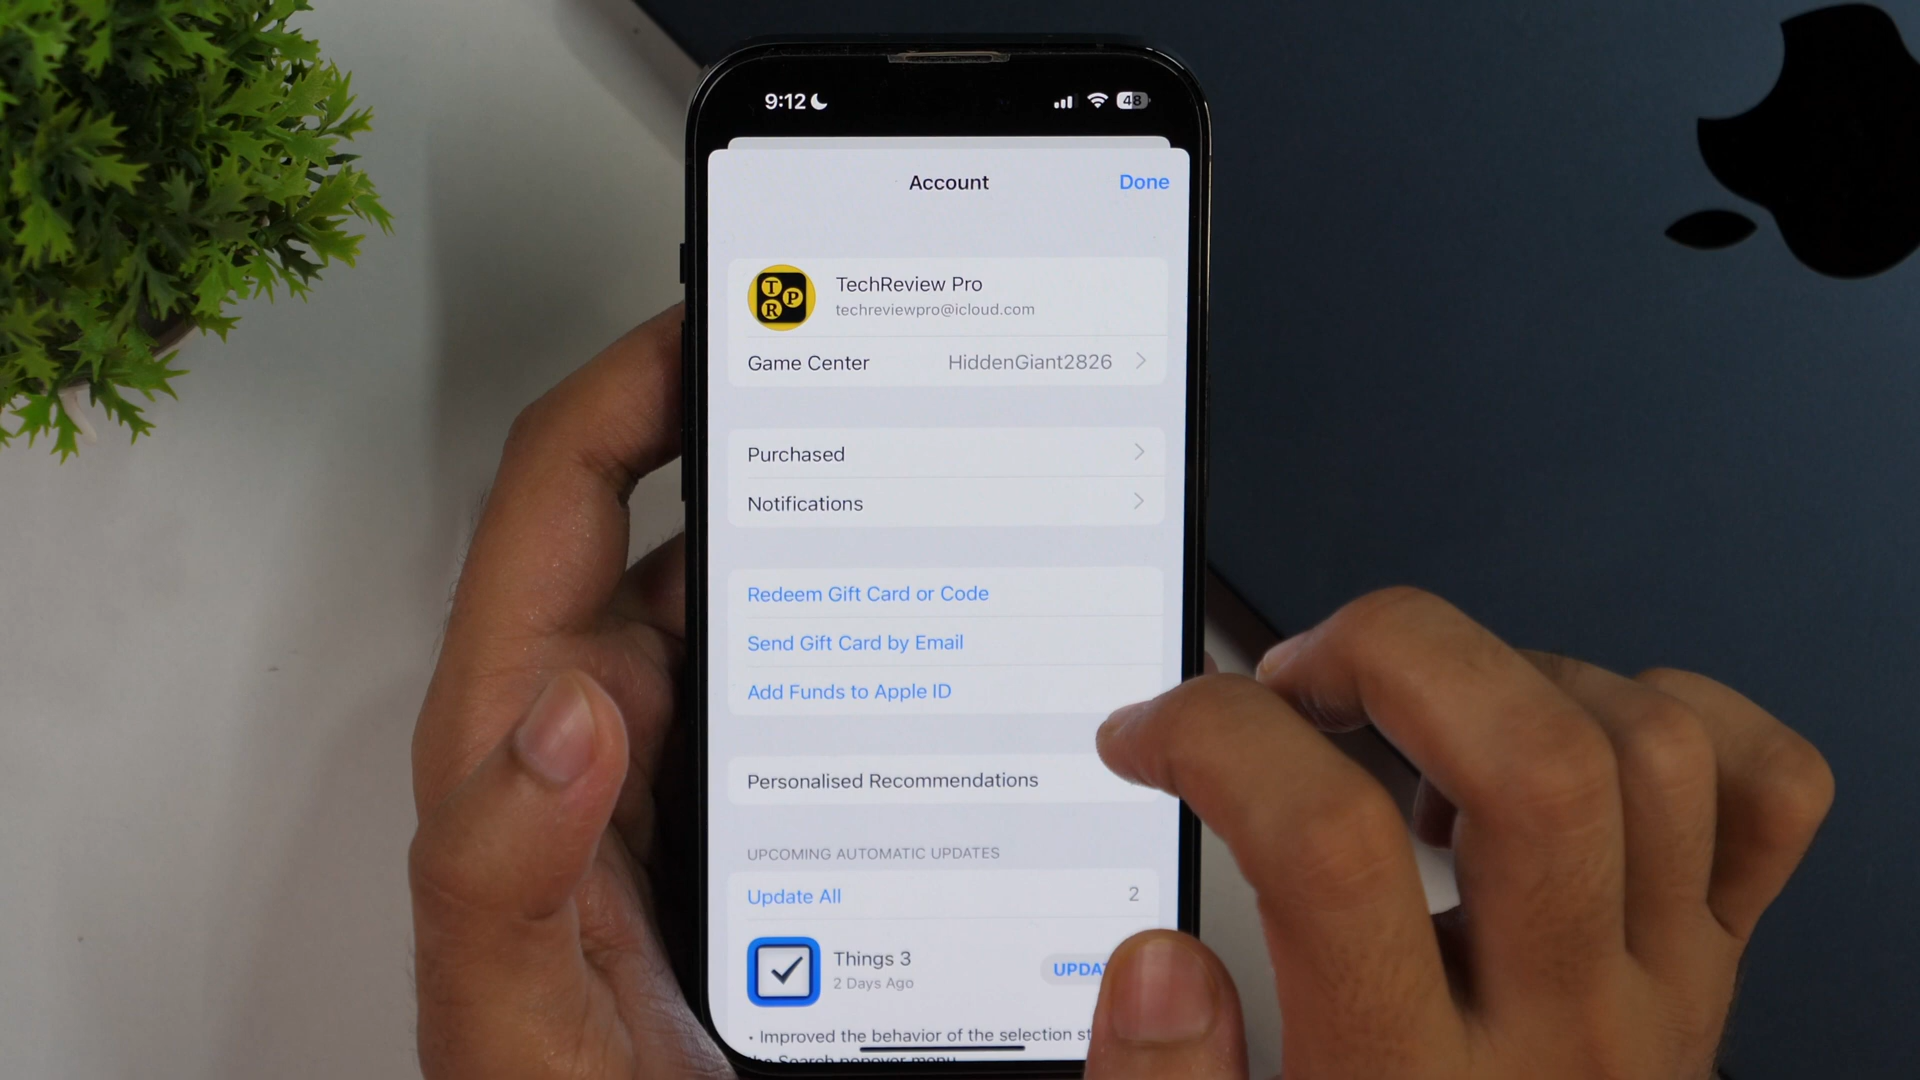 9:12
48
Account
Done
T
P
R
TechReview Pro
techreviewpro@icloud.com
Game Center
HiddenGiant2826
Purchased
Notifications
Redeem Gift Card or Code
Send Gift Card by Email
Add Funds to Apple ID
Personalised Recommendations
UPCOMING AUTOMATIC UPDATES
Update All
2
Things 3
UPDA
2 Days Ago
• Improved the behavior of the selection st
the Search popover menu.